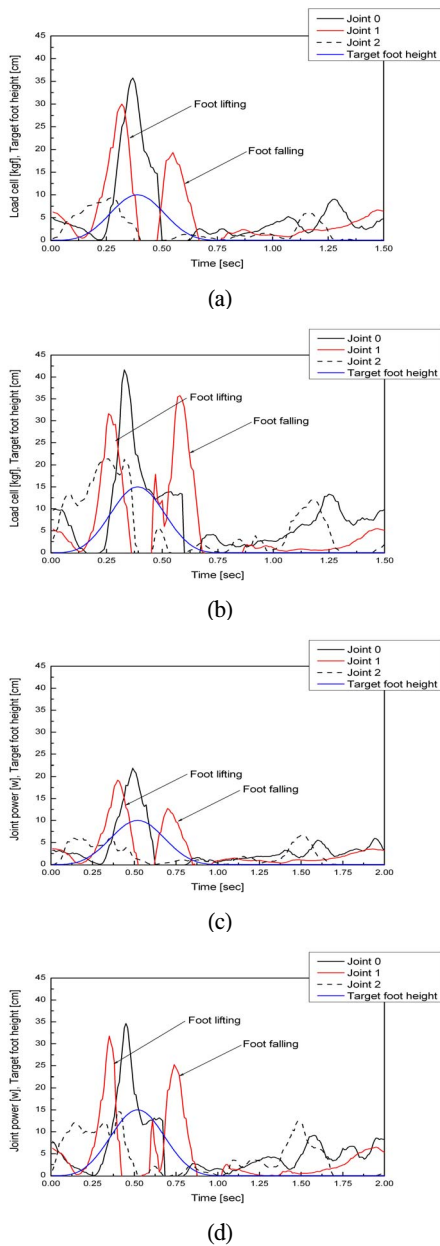 Joint 0
Joint 1
Joint 2
Target foot height
Load cell [kgf], Target foot height [cm]
45
40
35
30
25
20
15
10
5
0
Foot lifting
Foot falling
0.00 0.25 0.50 0.75 1.00 1.25 1.50
Time [sec]
(a)
Joint 0
Joint 1
Joint 2
Target foot height
Load cell [kgf], Target foot height [cm]
45
40
35
30
25
20
15
10
5
0
Foot lifting
Foot falling
0.00 0.25 0.50 0.75 1.00 1.25 1.50
Time [sec]
(b)
Joint 0
Joint 1
Joint 2
Target foot height
Joint power [w], Target foot height [cm]
45
40
35
30
25
20
15
10
5
0
Foot lifting
Foot falling
0.00 0.25 0.50 0.75 1.00 1.25 1.50 1.75 2.00
Time [sec]
(c)
Joint 0
Joint 1
Joint 2
Target foot height
Joint power [w], Target foot height [cm]
45
40
35
30
25
20
15
10
5
0
Foot lifting
Foot falling
0.00 0.25 0.50 0.75 1.00 1.25 1.50 1.75 2.00
Time [sec]
(d)